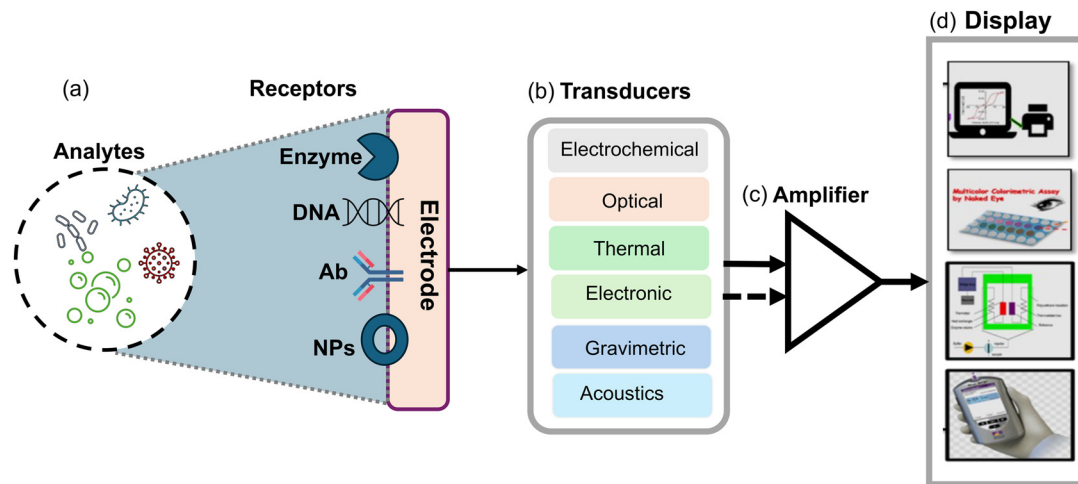 (a)
Analytes
Receptors
Enzyme
DNA
Ab
NPs
Electrode
(b) Transducers
Electrochemical
Optical
Thermal
Electronic
Gravimetric
Acoustics
(c) Amplifier
(d) Display
Multicolor Colorimetric Assay
by Naked Eye